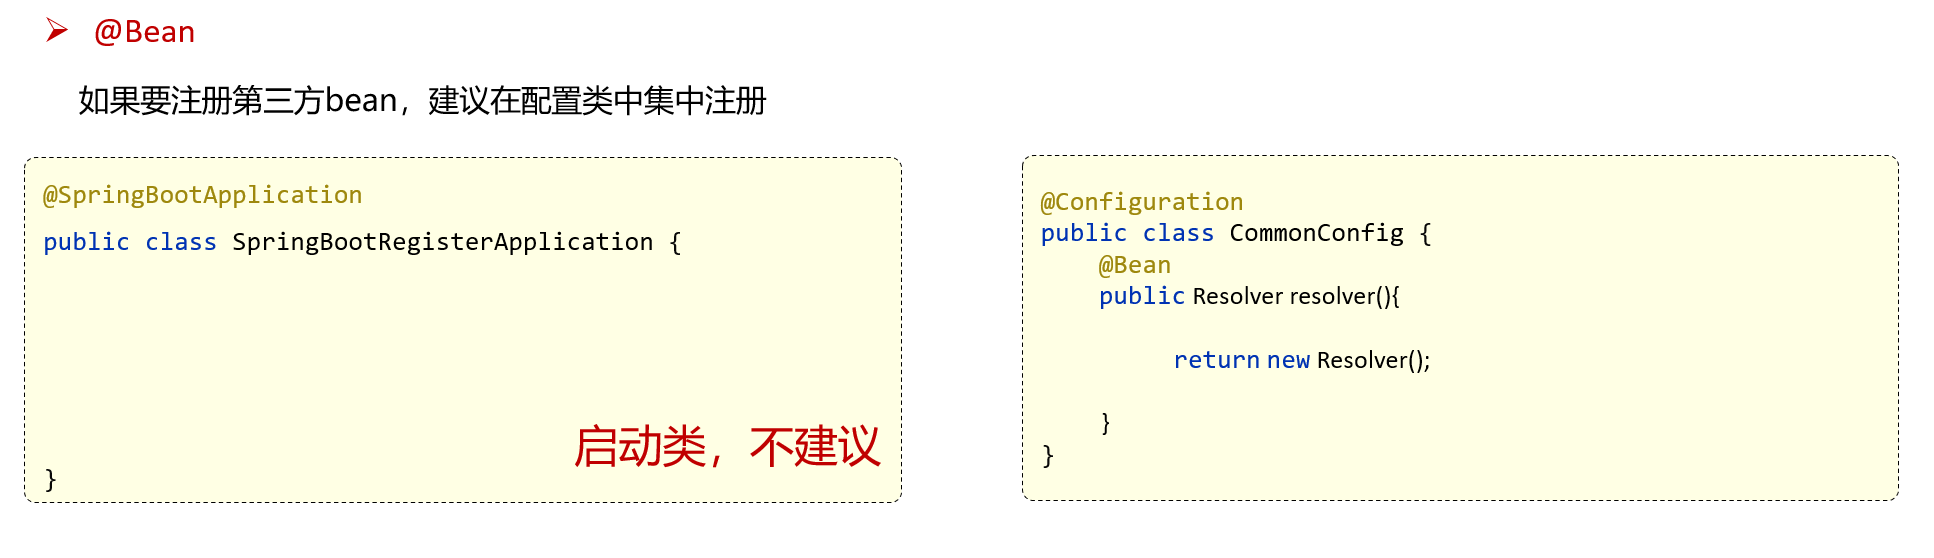 ➢ @Bean
如果要注册第三方bean，建议在配置类中集中注册
@SpringBootApplication
public class SpringBootRegisterApplication {
启动类，不建议
}
@Configuration
public class CommonConfig {
@Bean
public Resolver resolver(){
return new Resolver();
}
}